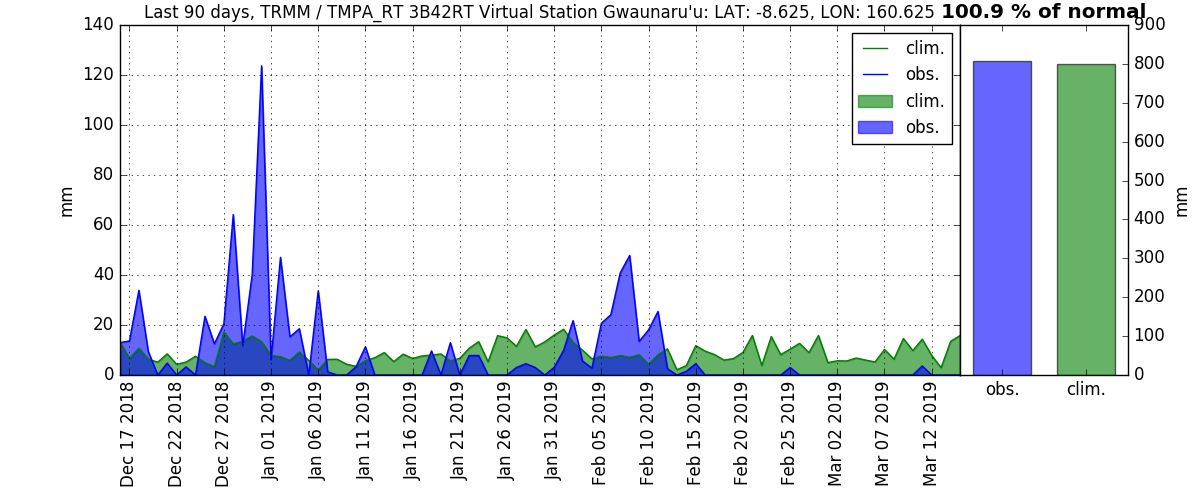 Last 90 days, TRMM / TMPA_RT 3B42RT Virtual Station Gwaunaru'u: LAT: -8.625, LON: 160.625 100.9 % of normal
140
120
100
80
60
40
20
0
mm
clim.
obs.
clim.
obs.
900
800
700
600
500
400
300
200
100
0
mm
obs.
clim.
Dec 17 2018
Dec 22 2018
Dec 27 2018
Jan 01 2019
Jan 06 2019
Jan 11 2019
Jan 16 2019
Jan 21 2019
Jan 26 2019
Jan 31 2019
Feb 05 2019
Feb 10 2019
Feb 15 2019
Feb 20 2019
Feb 25 2019
Mar 02 2019
Mar 07 2019
Mar 12 2019